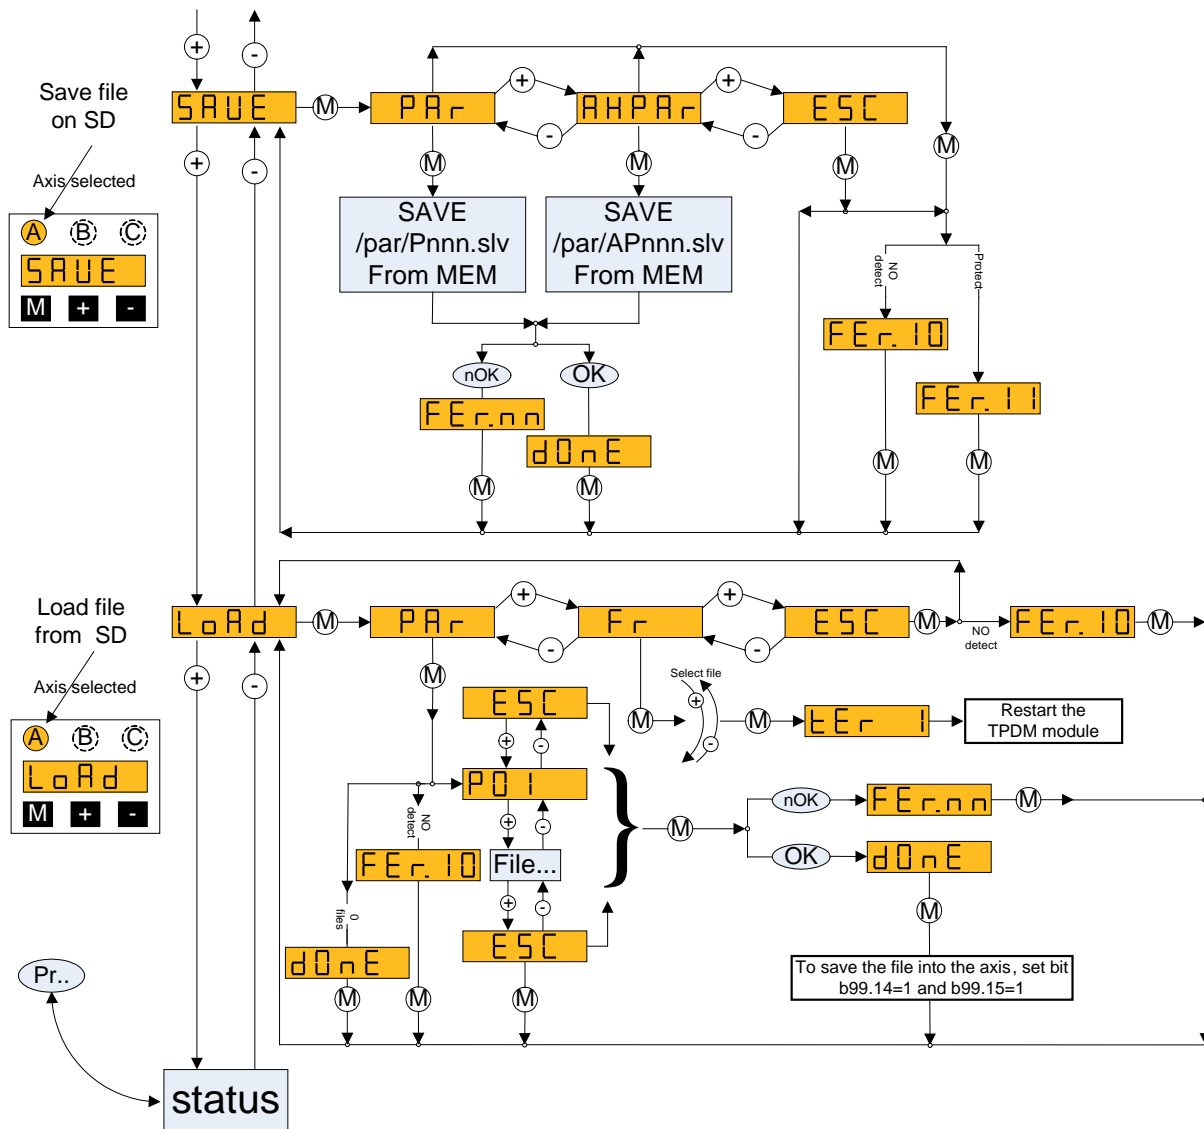 +
-
Save file
on SD
SAUE
M
PAr
+
-
AHPAr
+
-
ESC
+
-
M
M
M
M
Axis selected
A B C
SAUE
M + -
SAVE
/par/Pnnn.slv
From MEM
SAVE
/par/APnnn.slv
From MEM
NO
detect
Protect
FEr.10
nOK
OK
FEr.nn
FEr.11
dOnE
M
M
M
M
Load file
from SD
LoAd
M
PAr
+
-
Fr
+
-
ESC
M
NO
detect
FEr.10
M
Axis selected
+
-
M
Select file
+
-
M
M
tEr 1
Restart the
TPDM module
A B C
LoAd
M + -
ESC
+
-
P01
NO
detect
+
-
File...
+
-
ESC
}
M
nOK
FEr.nn
M
OK
dOnE
M
FEr.10
0
files
dOnE
M
M
M
To save the file into the axis, set bit
b99.14=1 and b99.15=1
Pr..
status